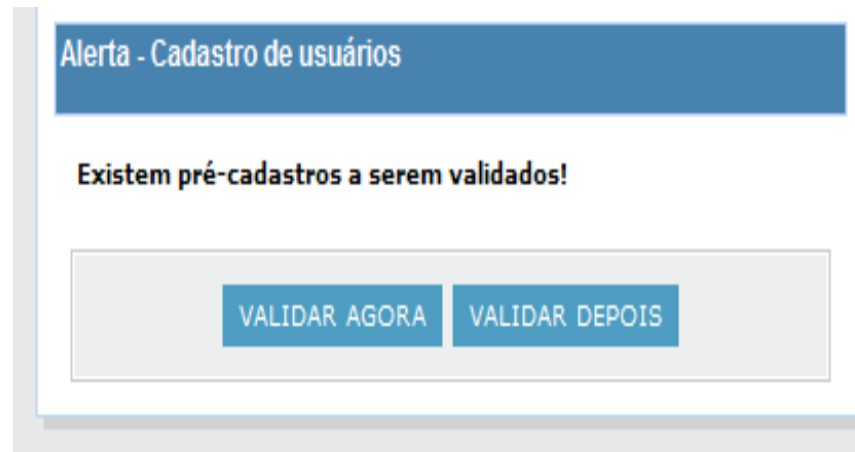 Alerta - Cadastro de usuários
Existem pré-cadastros a serem validados!
VALIDAR AGORA VALIDAR DEPOIS